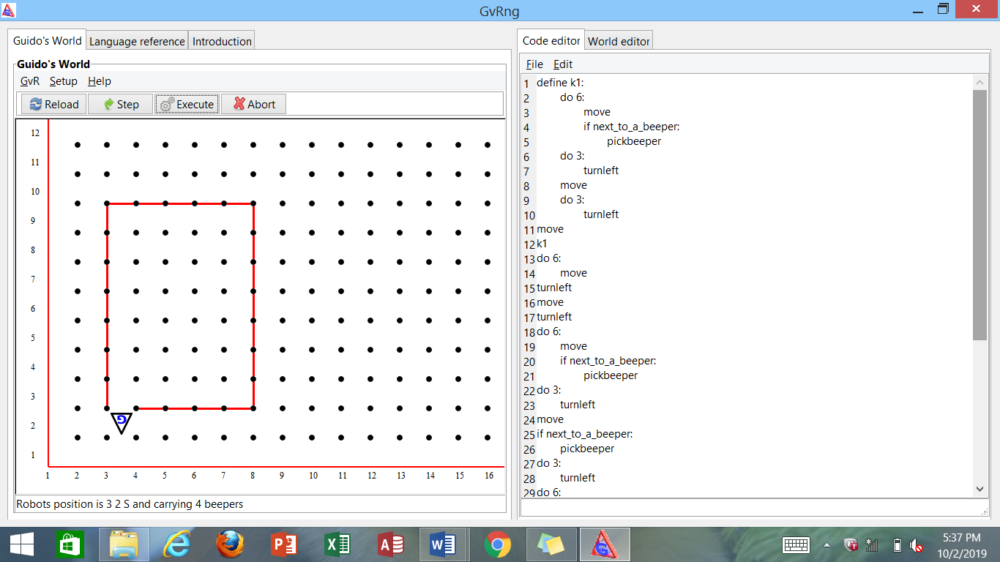 GvRng
Guido's World
Language reference
Introduction
Guido's World
GvR Setup Help
Reload Step Execute Abort
12
11
10
9
8
7
6
5
4
3
2
1
G
1 2 3 4 5 6 7 8 9 10 11 12 13 14 15 16
Robots position is 3 2 S and carrying 4 beepers
Code editor
World editor
File Edit
1 define k1:
2 do 6:
3 move
4 if next_to_a_beeper:
5 pickbeeper
6 do 3:
7 turnleft
8 move
9 do 3:
10 turnleft
11 move
12 k1
13 do 6:
14 move
15 turnleft
16 move
17 turnleft
18 do 6:
19 move
20 if next_to_a_beeper:
21 pickbeeper
22 do 3:
23 turnleft
24 move
25 if next_to_a_beeper:
26 pickbeeper
27 do 3:
28 turnleft
29 do 6:
5:37 PM
10/2/2019